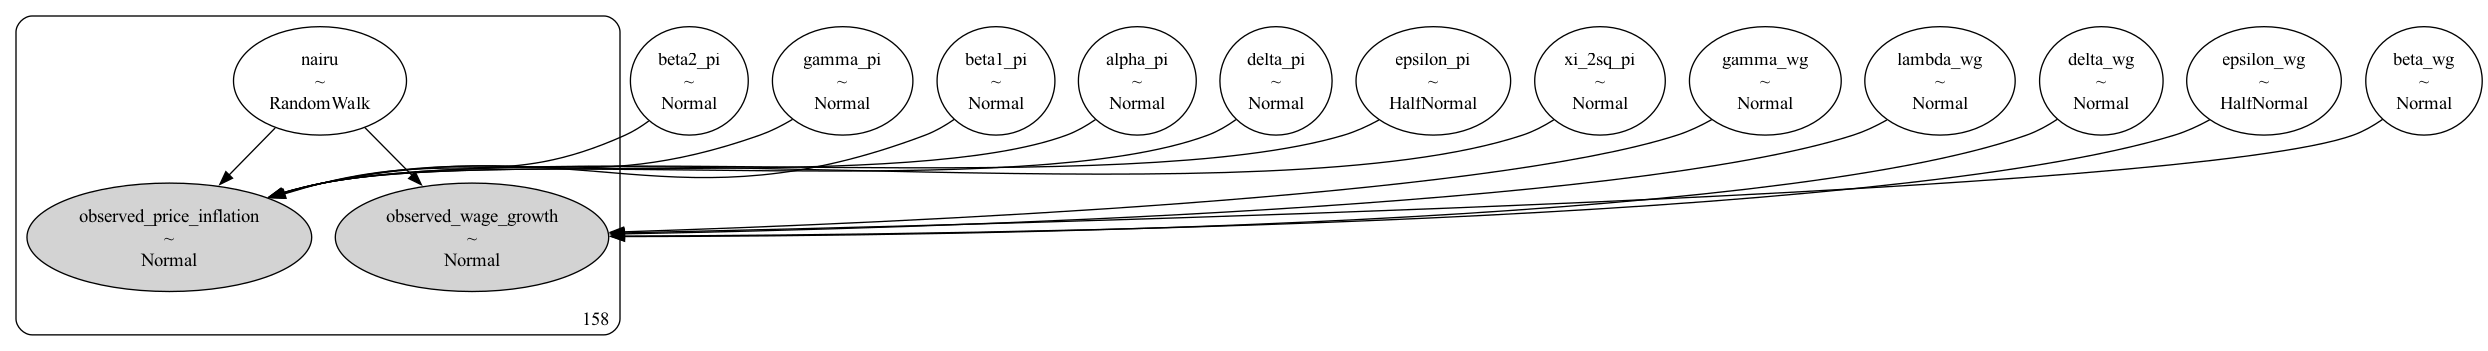 nairu
~
RandomWalk
beta2_pi
~
Normal
gamma_pi
~
Normal
beta1_pi
~
Normal
alpha_pi
~
Normal
delta_pi
~
Normal
epsilon_pi
~
HalfNormal
xi_2sq_pi
~
Normal
gamma_wg
~
Normal
lambda_wg
~
Normal
delta_wg
~
Normal
epsilon_wg
~
HalfNormal
beta_wg
~
Normal
observed_price_inflation
~
Normal
observed_wage_growth
~
Normal
158